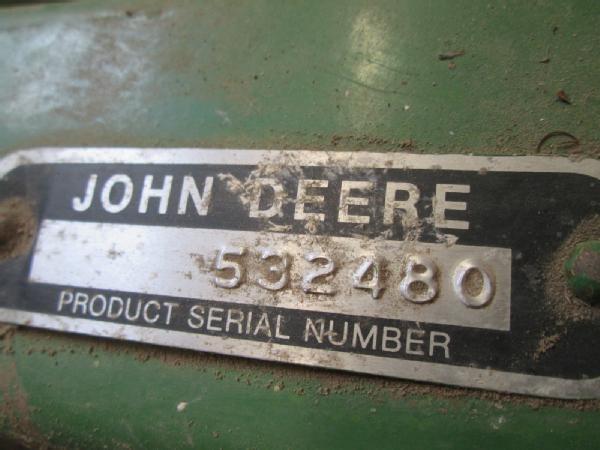 JOHN DEERE
532480
PRODUCT SERIAL NUMBER